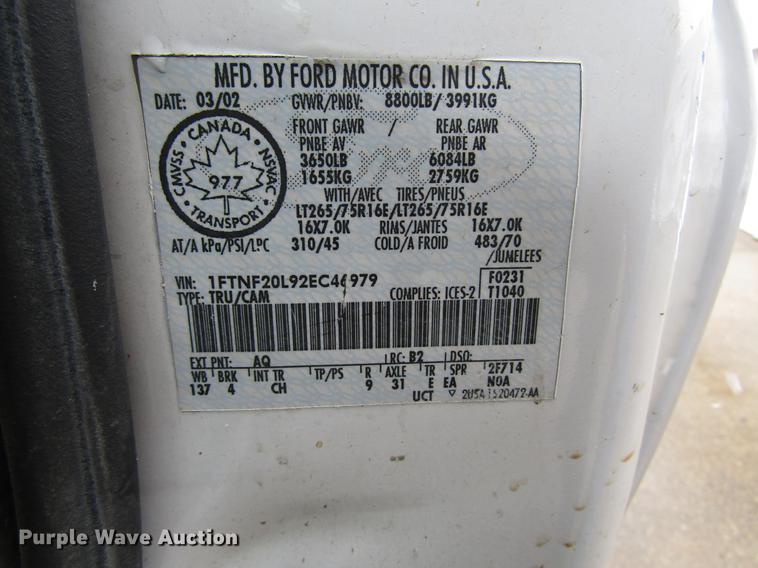 MFD. BY FORD MOTOR CO. IN U.S.A.
DATE: 03/02 GVWR/PNBV: 8800LB/ 3991KG
FRONT GAWR / REAR GAWR
PNBE AV PNBE AR
3650LB 6084LB
1655KG 2759KG
WITH/AVEC TIRES/PNEUS
LT265/75R16E/LT265/75R16E
16X7.0K RIMS/JANTES 16X7.0K
AT/A kPa/PSI/LPC 310/45 COLD/A FROID 483/70
/JUMELEES
CANADA
CMVSS NSVAC
977
TRANSPORT
VIN: 1FTNF20L92EC46979 F0231
TYPE: TRU/CAM COMPLIES: ICES-2 T1040
EXT PNT: AQ RC: B2 DSO:
WB BRK INT TR TP/PS R AXLE TR SPR 2F714
137 4 CH 9 31 E EA N0A
UCT
Purple Wave Auction